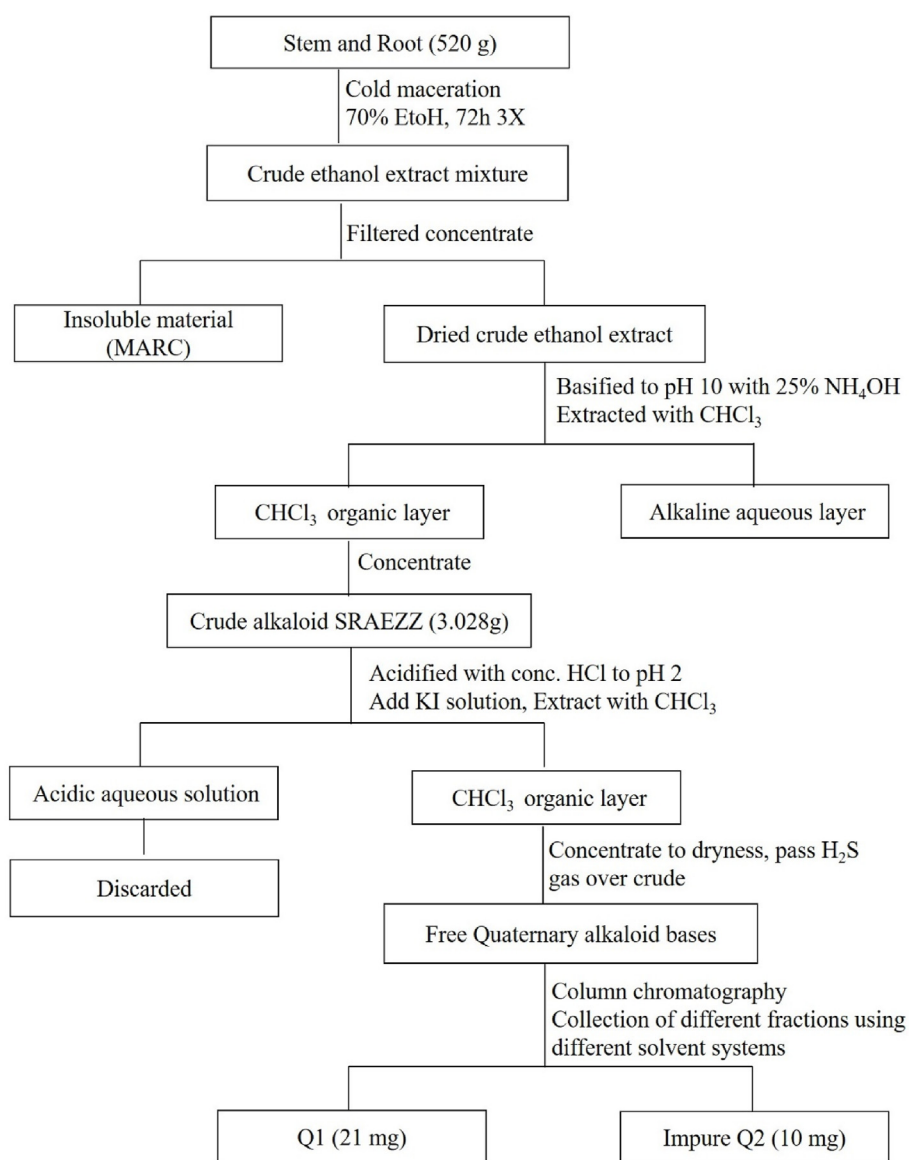 Stem and Root (520 g)
Cold maceration
70% EtoH, 72h 3X
Crude ethanol extract mixture
Filtered concentrate
Insoluble material
(MARC)
Dried crude ethanol extract
Basified to pH 10 with 25% NH₄OH
Extracted with CHCl₃
CHCl₃ organic layer
Alkaline aqueous layer
Concentrate
Crude alkaloid SRAEZZ (3.028g)
Acidified with conc. HCl to pH 2
Add KI solution, Extract with CHCl₃
Acidic aqueous solution
CHCl₃ organic layer
Discarded
Concentrate to dryness, pass H₂S
gas over crude
Free Quaternary alkaloid bases
Column chromatography
Collection of different fractions using
different solvent systems
Q1 (21 mg)
Impure Q2 (10 mg)